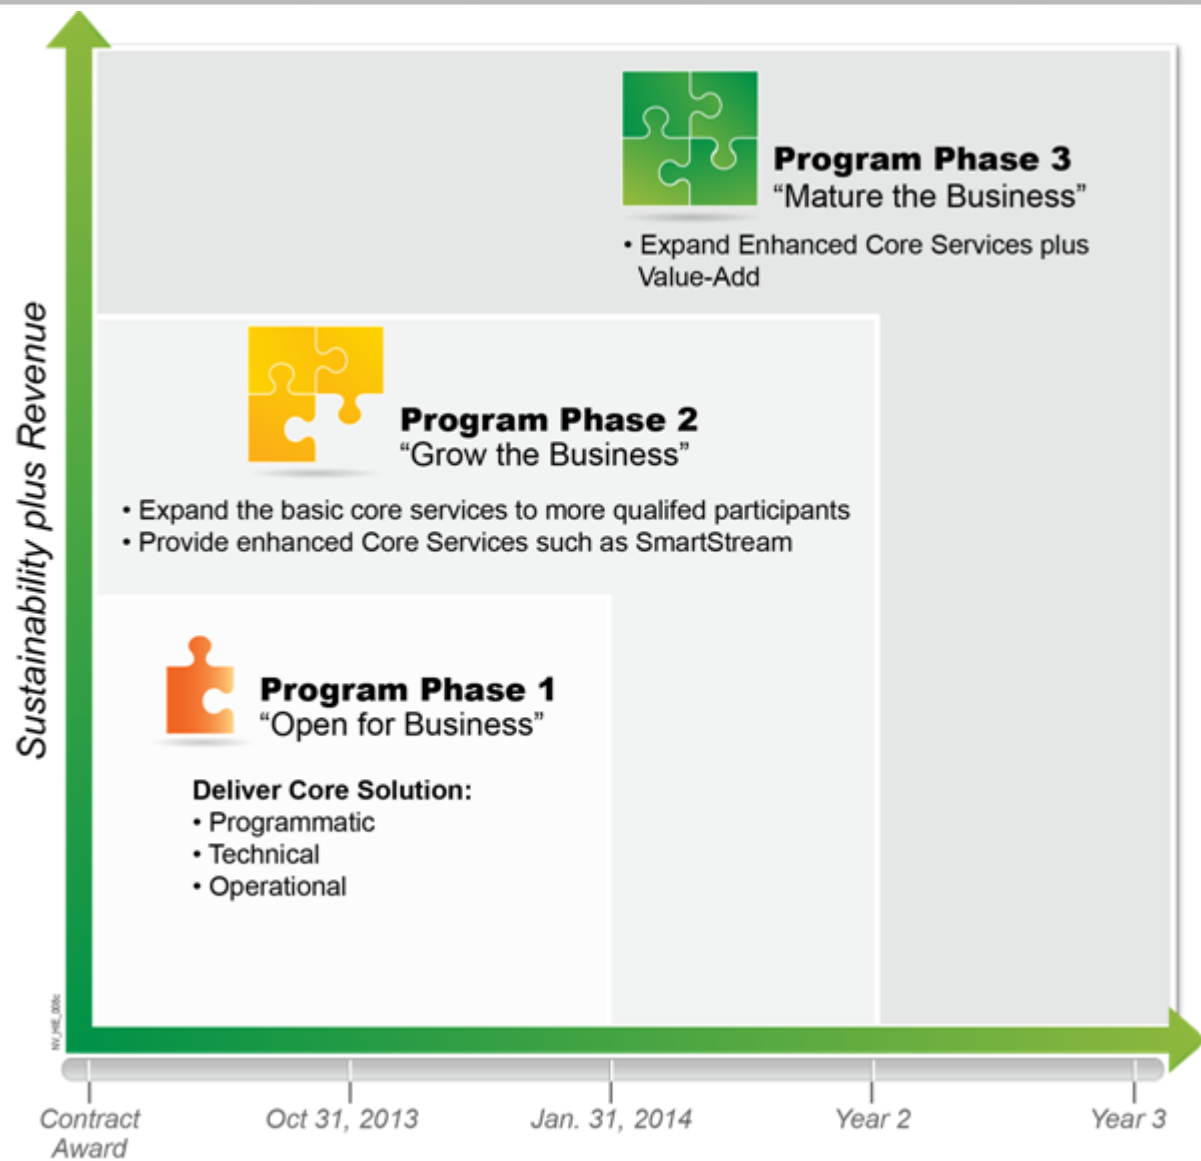 Program Phase 3
“Mature the Business”
• Expand Enhanced Core Services plus
Value-Add
Sustainability plus Revenue
Program Phase 2
“Grow the Business”
• Expand the basic core services to more qualifed participants
• Provide enhanced Core Services such as SmartStream
Program Phase 1
“Open for Business”
Deliver Core Solution:
• Programmatic
• Technical
• Operational
NV_HIE_008c
Contract
Award
Oct 31, 2013
Jan. 31, 2014
Year 2
Year 3